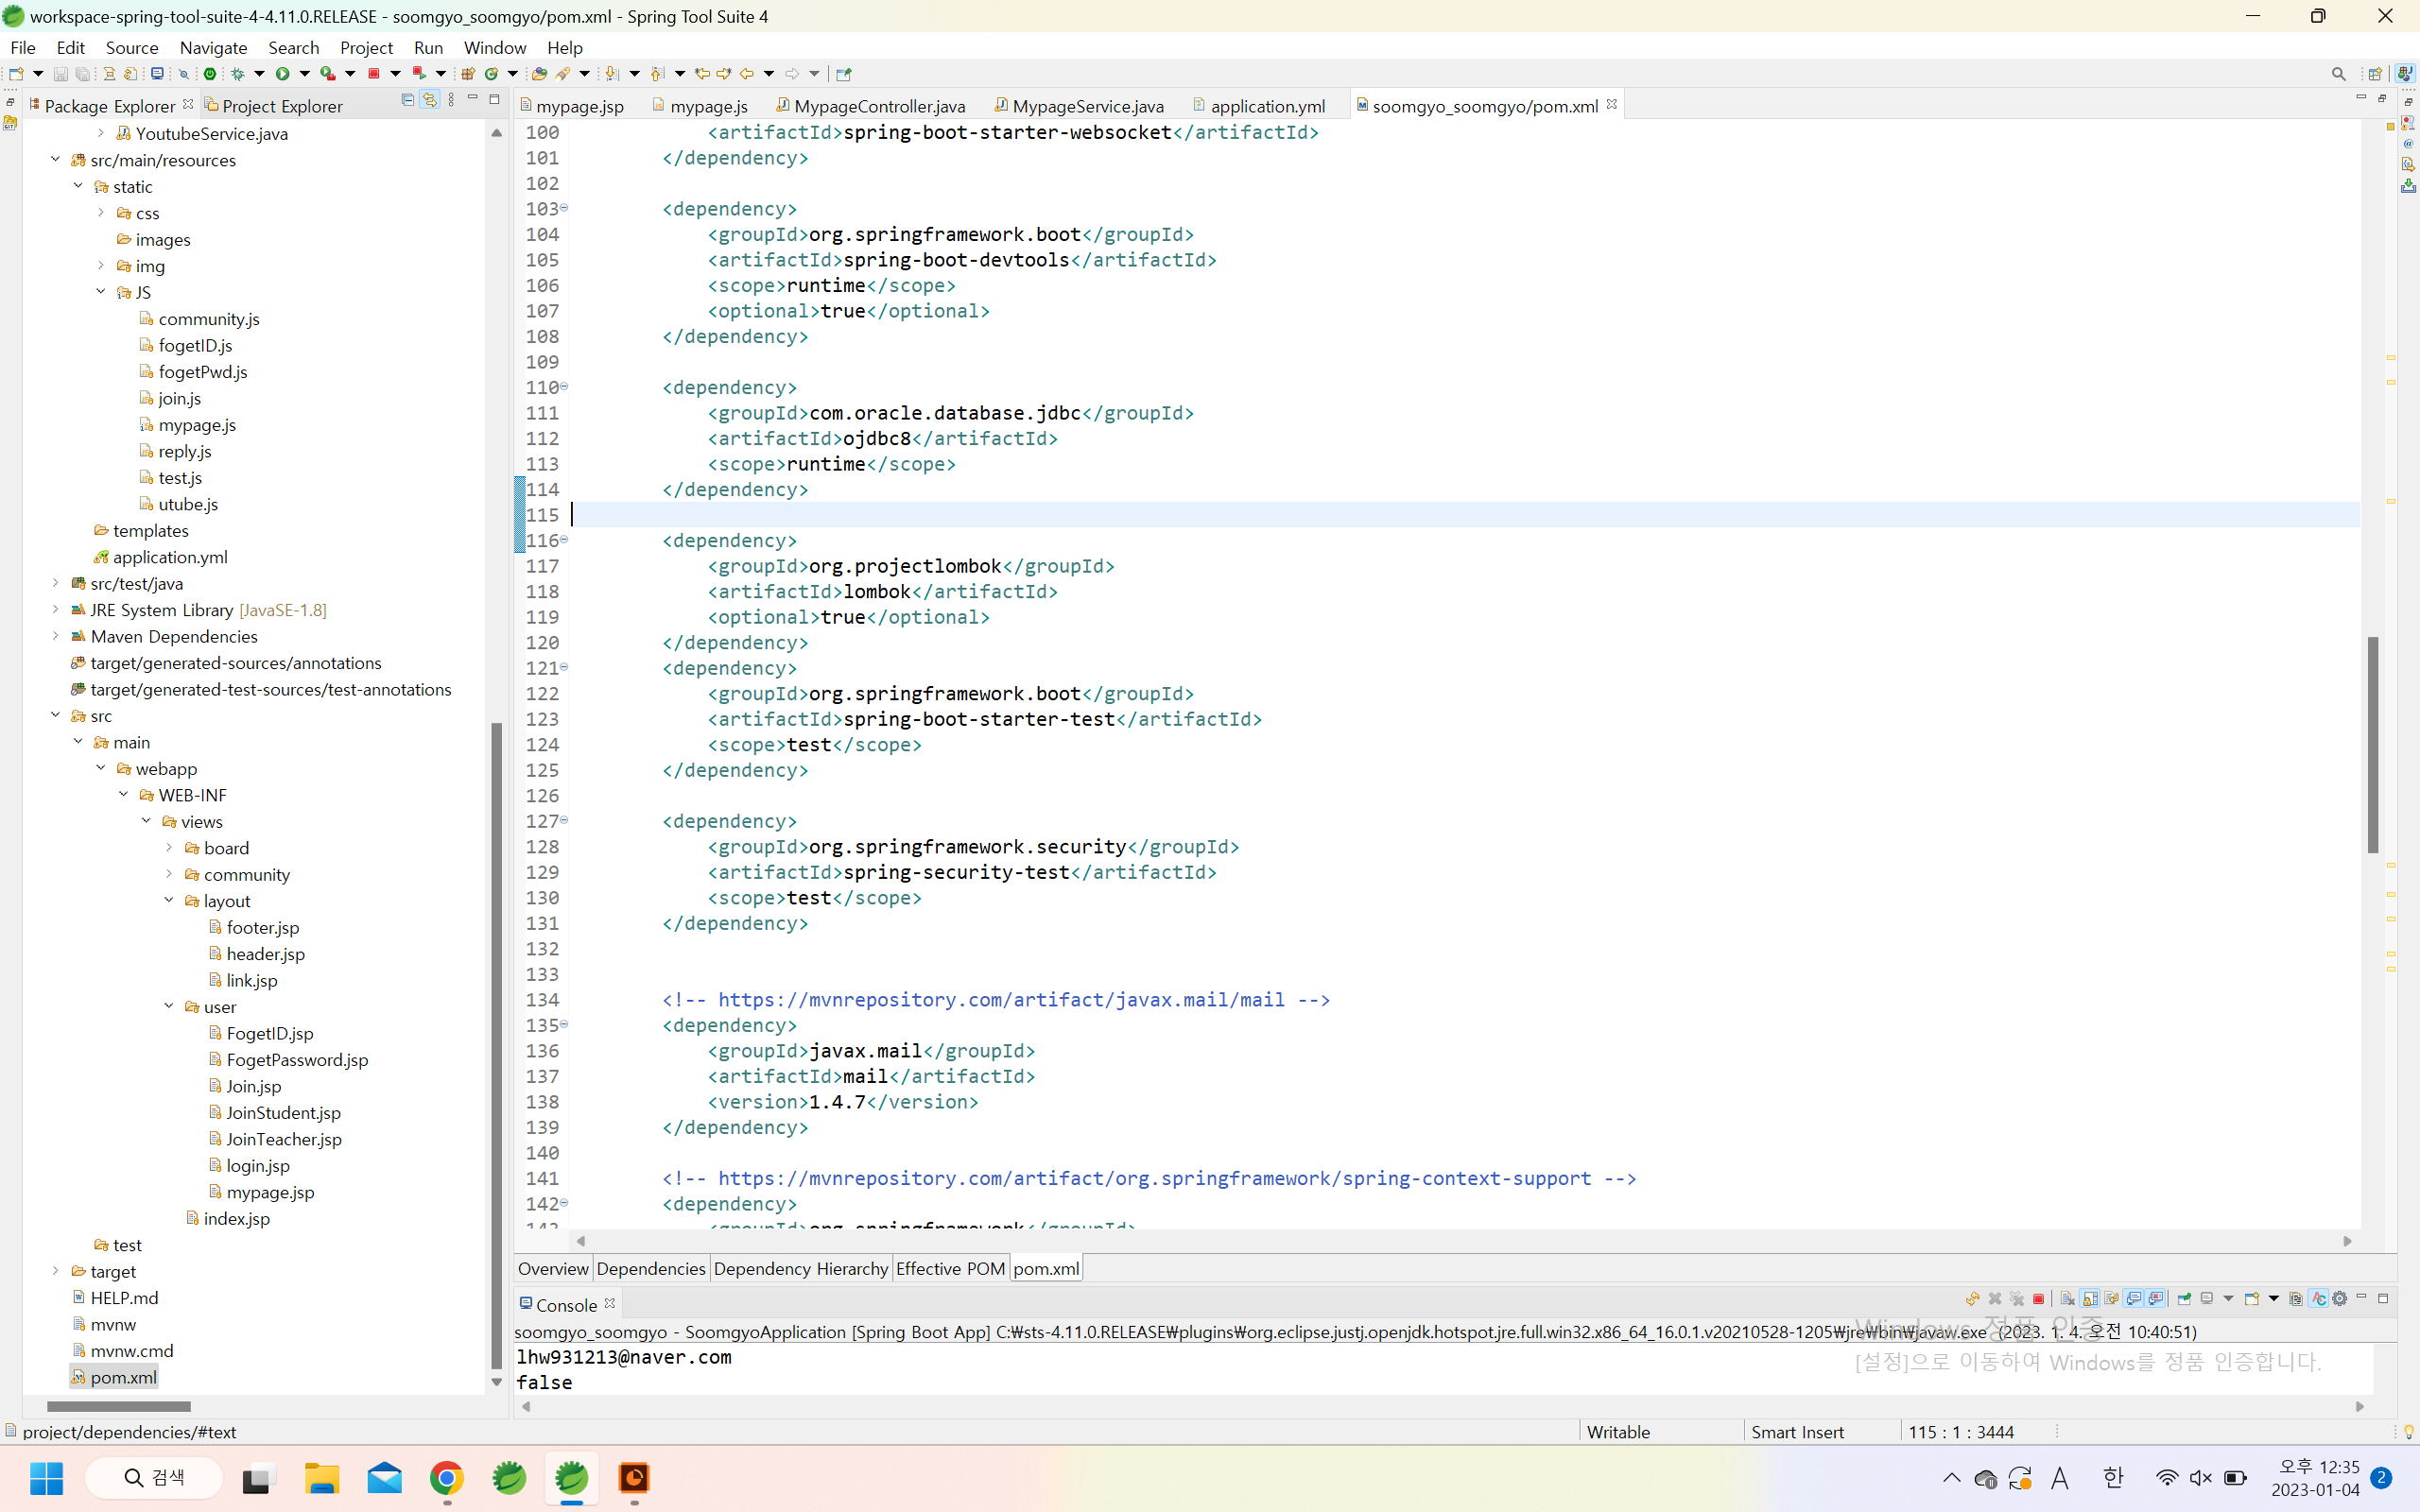 workspace-spring-tool-suite-4-4.11.0.RELEASE - soomgyo_soomgyo/pom.xml - Spring Tool Suite 4
File Edit Source Navigate Search Project Run Window Help
Package Explorer Project Explorer
mypage.jsp mypage.js MypageController.java MypageService.java application.yml soomgyo_soomgyo/pom.xml
YoutubeService.java
src/main/resources
static
css
images
img
JS
community.js
fogetID.js
fogetPwd.js
join.js
mypage.js
reply.js
test.js
utube.js
templates
application.yml
src/test/java
JRE System Library [JavaSE-1.8]
Maven Dependencies
target/generated-sources/annotations
target/generated-test-sources/test-annotations
src
main
webapp
WEB-INF
views
board
community
layout
footer.jsp
header.jsp
link.jsp
user
FogetID.jsp
FogetPassword.jsp
Join.jsp
JoinStudent.jsp
JoinTeacher.jsp
login.jsp
mypage.jsp
index.jsp
test
target
HELP.md
mvnw
mvnw.cmd
pom.xml
100 <artifactId>spring-boot-starter-websocket</artifactId>
101 </dependency>
102
103 <dependency>
104 <groupId>org.springframework.boot</groupId>
105 <artifactId>spring-boot-devtools</artifactId>
106 <scope>runtime</scope>
107 <optional>true</optional>
108 </dependency>
109
110 <dependency>
111 <groupId>com.oracle.database.jdbc</groupId>
112 <artifactId>ojdbc8</artifactId>
113 <scope>runtime</scope>
114 </dependency>
115
116 <dependency>
117 <groupId>org.projectlombok</groupId>
118 <artifactId>lombok</artifactId>
119 <optional>true</optional>
120 </dependency>
121 <dependency>
122 <groupId>org.springframework.boot</groupId>
123 <artifactId>spring-boot-starter-test</artifactId>
124 <scope>test</scope>
125 </dependency>
126
127 <dependency>
128 <groupId>org.springframework.security</groupId>
129 <artifactId>spring-security-test</artifactId>
130 <scope>test</scope>
131 </dependency>
132
133
134 <!-- https://mvnrepository.com/artifact/javax.mail/mail -->
135 <dependency>
136 <groupId>javax.mail</groupId>
137 <artifactId>mail</artifactId>
138 <version>1.4.7</version>
139 </dependency>
140
141 <!-- https://mvnrepository.com/artifact/org.springframework/spring-context-support -->
142 <dependency>
143 <groupId>org.springframework</groupId>
Overview Dependencies Dependency Hierarchy Effective POM pom.xml
Console
soomgyo_soomgyo - SoomgyoApplication [Spring Boot App] C:₩sts-4.11.0.RELEASE₩plugins₩org.eclipse.justj.openjdk.hotspot.jre.full.win32.x86_64_16.0.1.v20210528-1205₩jre₩bin₩javaw.exe (2023. 1. 4. 오전 10:40:51)
lhw931213@naver.com
false
Windows 정품 인증
[설정]으로 이동하여 Windows를 정품 인증합니다.
project/dependencies/#text Writable Smart Insert 115 : 1 : 3444
검색
A 한
오후 12:35
2023-01-04
2